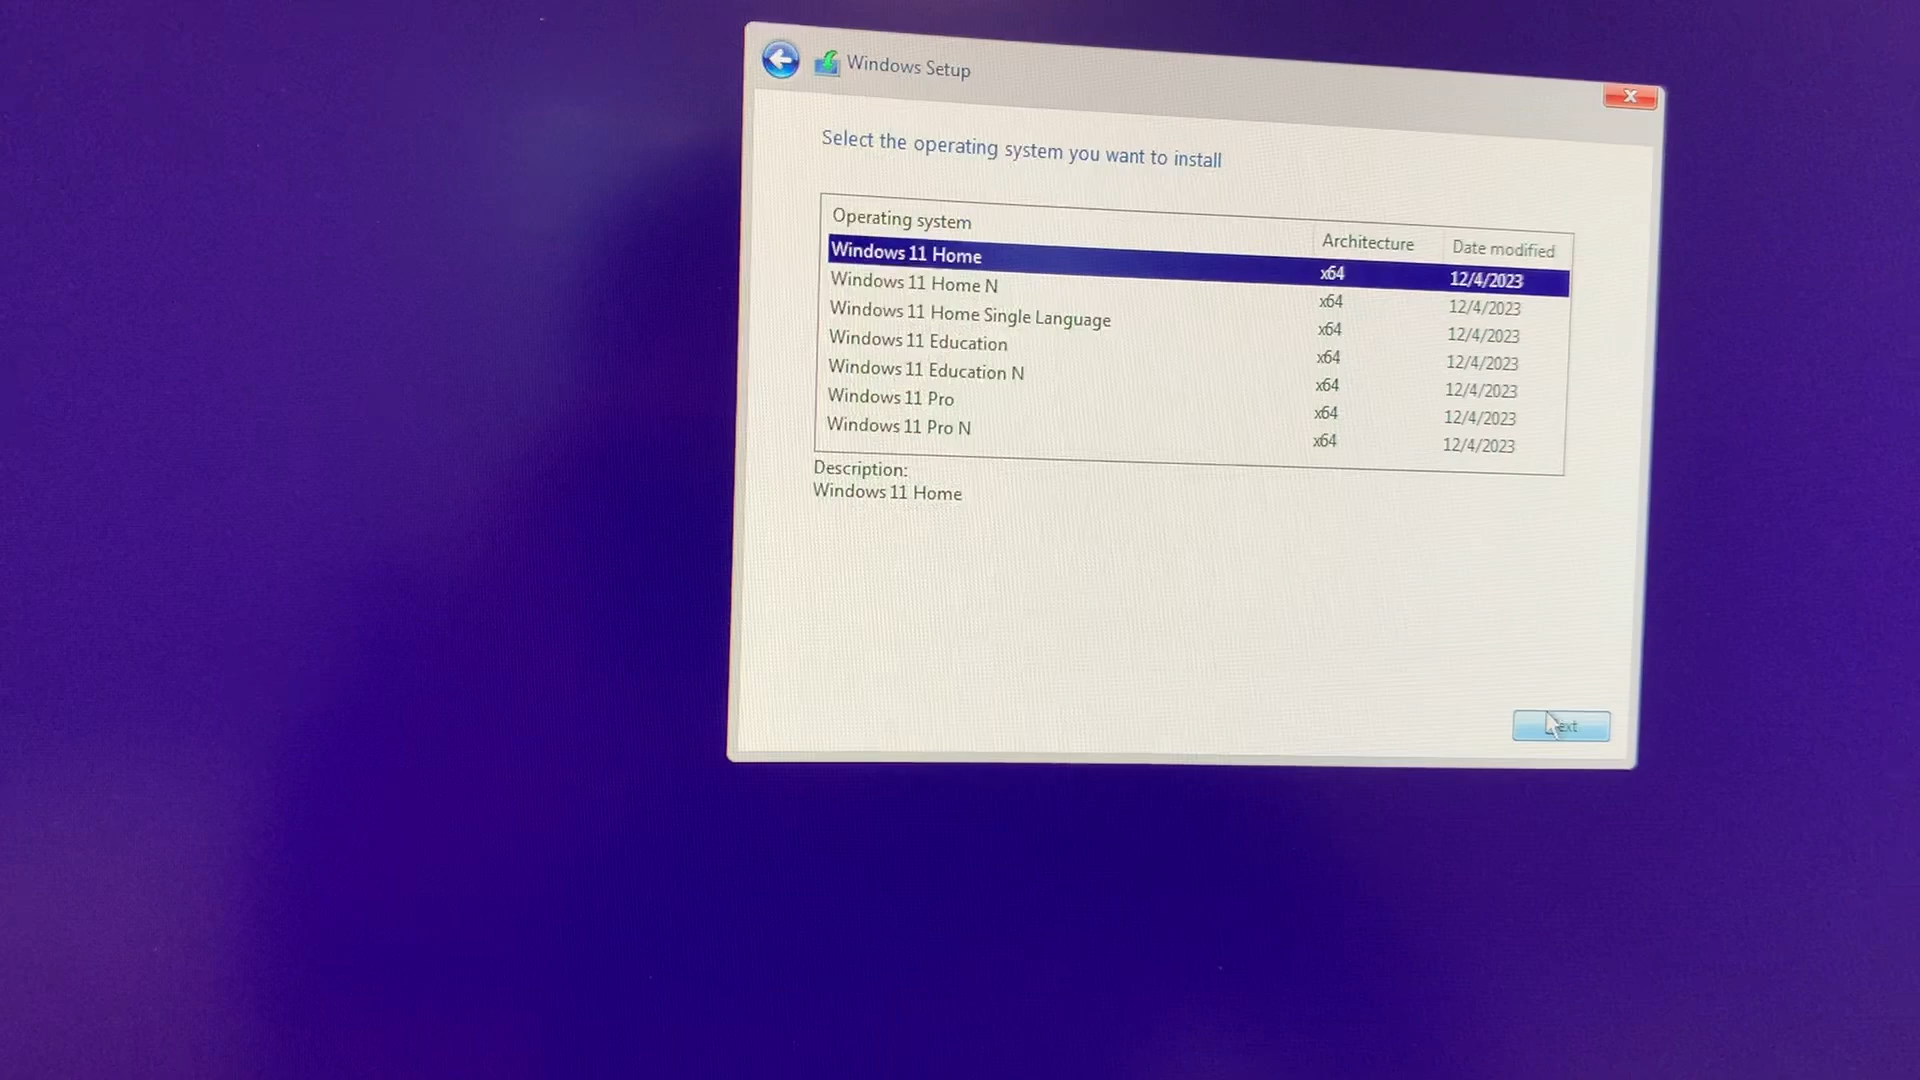 Windows Setup
Select the operating system you want to install
Operating system Architecture Date modified
Windows 11 Home x64 12/4/2023
Windows 11 Home N x64 12/4/2023
Windows 11 Home Single Language x64 12/4/2023
Windows 11 Education x64 12/4/2023
Windows 11 Education N x64 12/4/2023
Windows 11 Pro x64 12/4/2023
Windows 11 Pro N x64 12/4/2023
Description:
Windows 11 Home